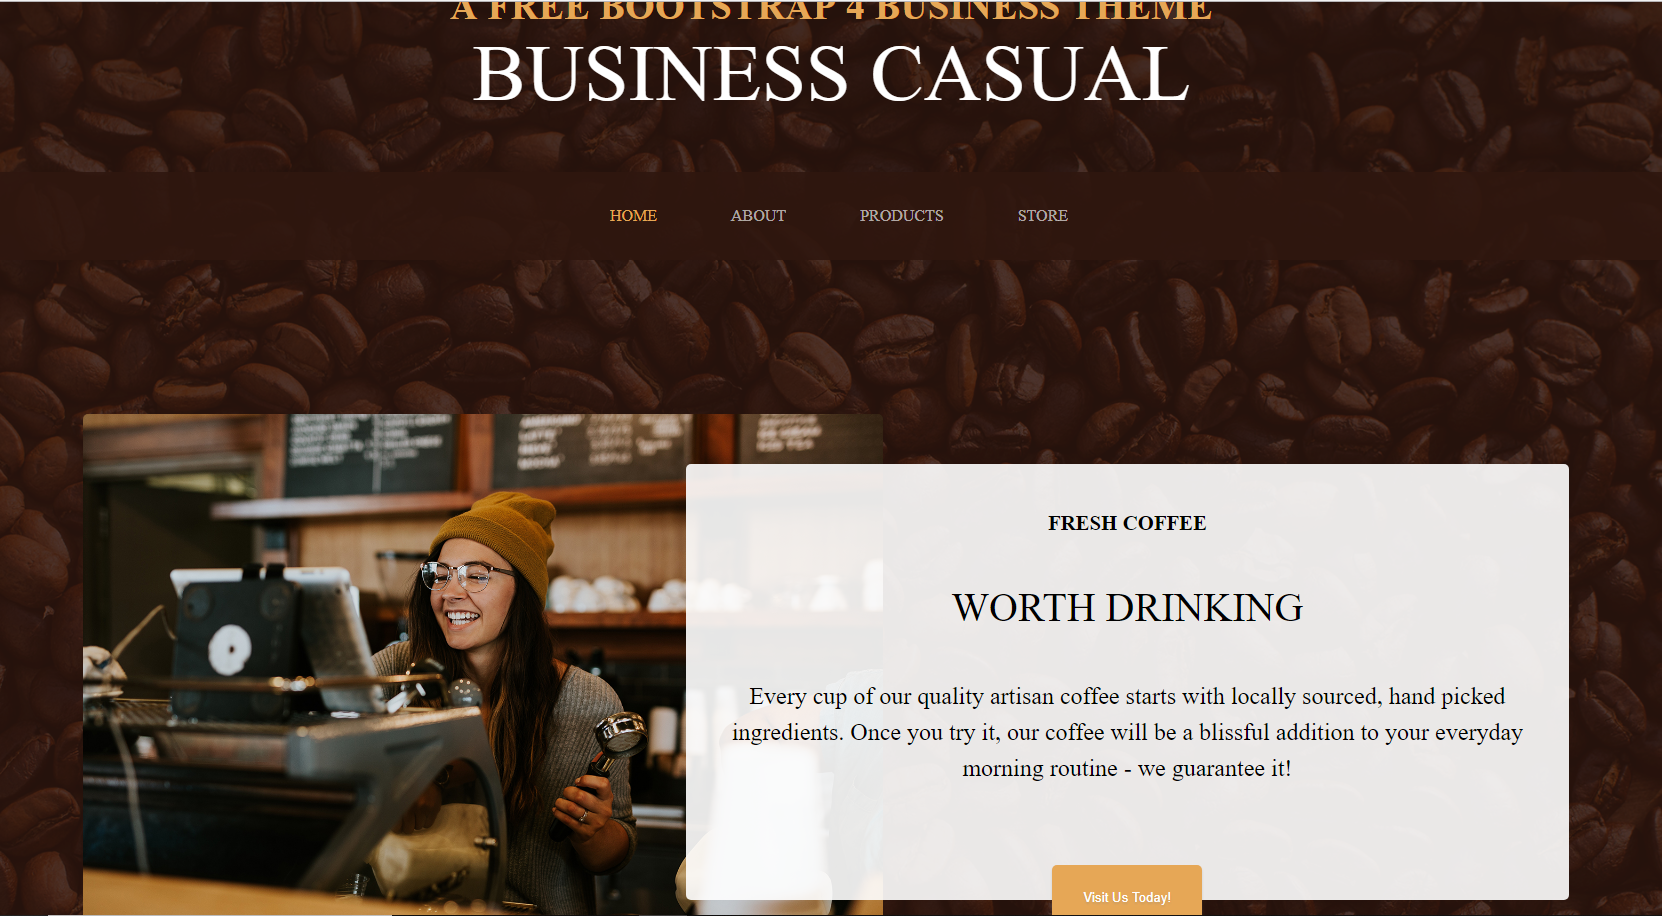 A FREE BOOTSTRAP 4 BUSINESS THEME
BUSINESS CASUAL
HOME
ABOUT
PRODUCTS
STORE
FRESH COFFEE
WORTH DRINKING
Every cup of our quality artisan coffee starts with locally sourced, hand picked
ingredients. Once you try it, our coffee will be a blissful addition to your everyday
morning routine - we guarantee it!
Visit Us Today!